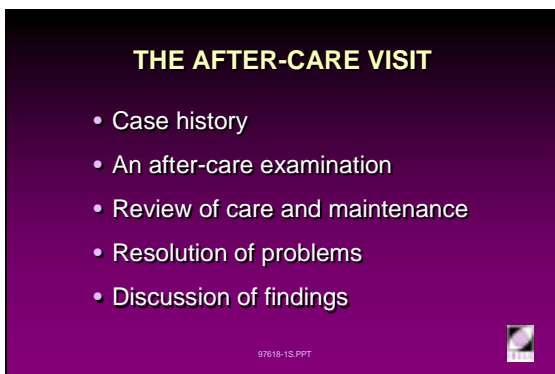 THE AFTER-CARE VISIT
• Case history
• An after-care examination
• Review of care and maintenance
• Resolution of problems
• Discussion of findings
97618-1S.PPT